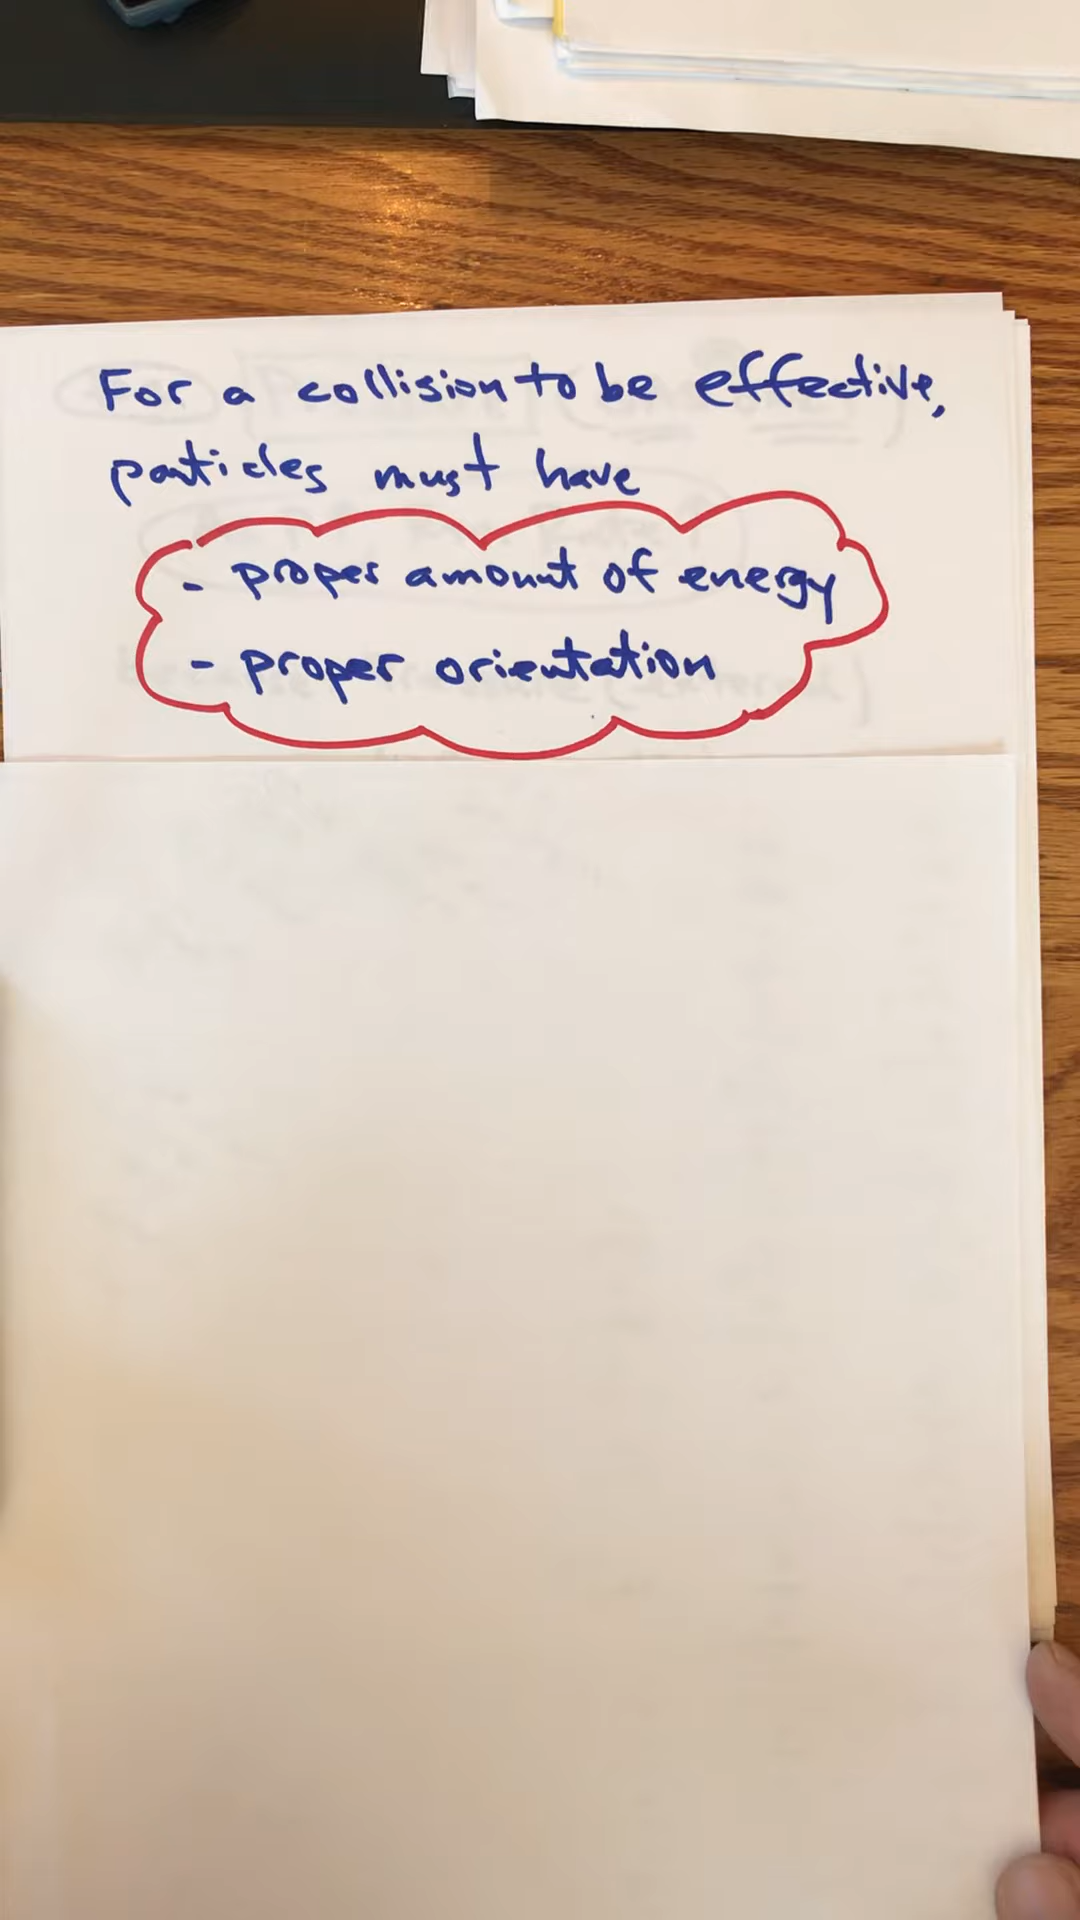 For a collision to be effective,
particles must have
- proper amount of energy
- proper orientation